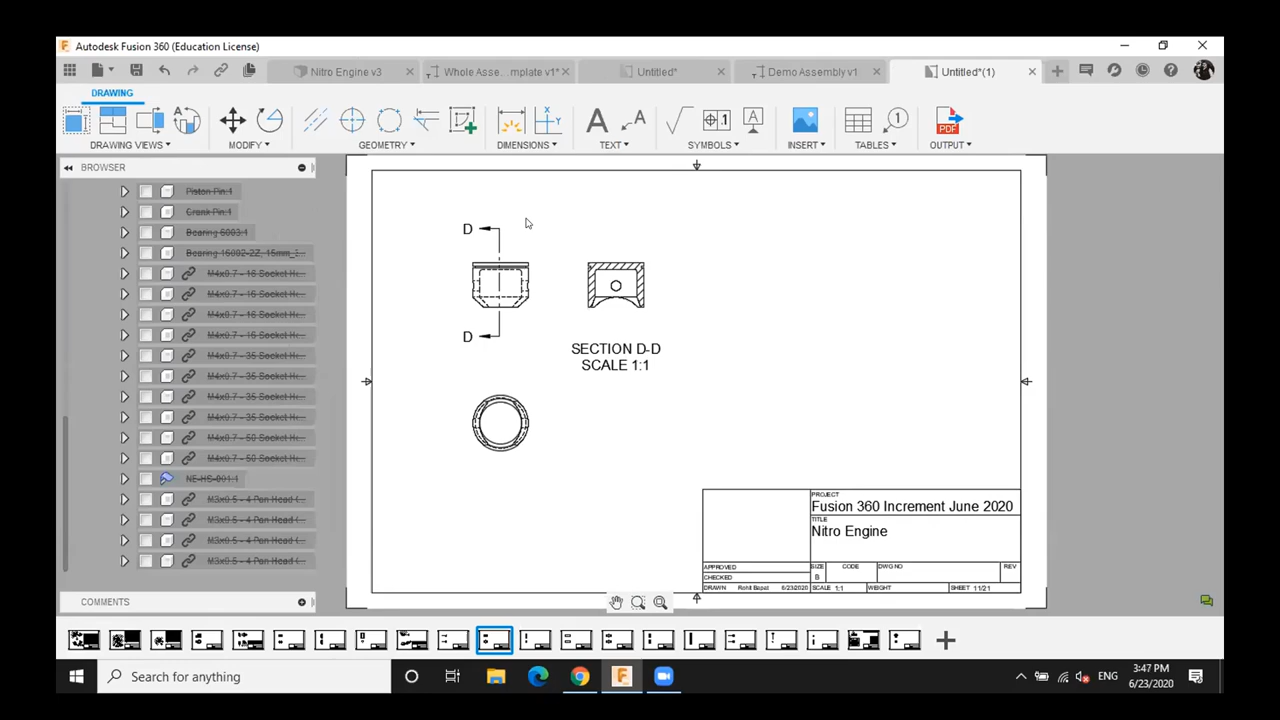 Autodesk Fusion 360 (Education License)
Nitro Engine v3
Whole Asse...mplate v1*
Untitled*
Demo Assembly v1
Untitled*(1)
DRAWING
DRAWING VIEWS
MODIFY
GEOMETRY
DIMENSIONS
TEXT
SYMBOLS
INSERT
TABLES
OUTPUT
BROWSER
Piston Pin:1
Crank Pin:1
Bearing 6003:1
Bearing 16002-2Z, 15mm_3...
M4x0.7 - 16 Socket He...
M4x0.7 - 16 Socket He...
M4x0.7 - 16 Socket He...
M4x0.7 - 16 Socket He...
M4x0.7 - 35 Socket He...
M4x0.7 - 35 Socket He...
M4x0.7 - 35 Socket He...
M4x0.7 - 35 Socket He...
M4x0.7 - 50 Socket He...
M4x0.7 - 50 Socket He...
NE-HS-001:1
M3x0.5 - 4 Pan Head (...
M3x0.5 - 4 Pan Head (...
M3x0.5 - 4 Pan Head (...
M3x0.5 - 4 Pan Head (...
COMMENTS
D
D
SECTION D-D
SCALE 1:1
PROJECT
Fusion 360 Increment June 2020
TITLE
Nitro Engine
APPROVED
CHECKED
DRAWN Rohit Bapat 6/23/2020
SIZE CODE DWG NO REV
B
SCALE 1:1 WEIGHT SHEET 11/21
Search for anything
ENG
3:47 PM
6/23/2020